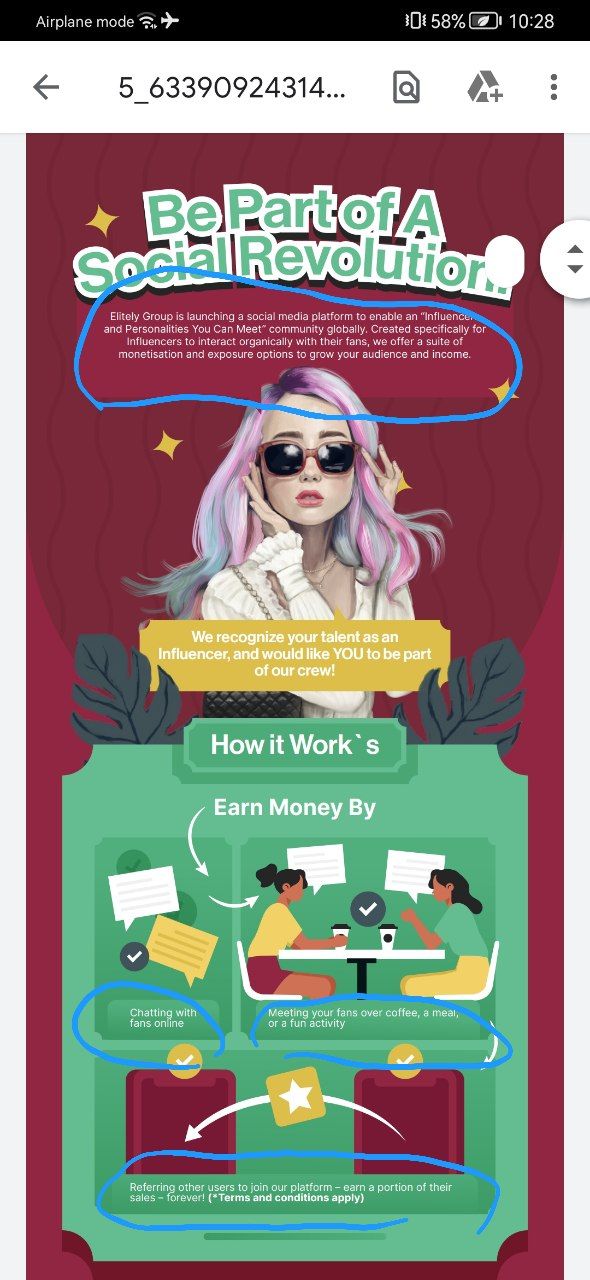 Airplane mode 58% 10:28
5_63390924314...
Be Part of A
Social Revolution!
Elitely Group is launching a social media platform to enable an “Influencer
and Personalities You Can Meet” community globally. Created specifically for
Influencers to interact organically with their fans, we offer a suite of
monetisation and exposure options to grow your audience and income.
We recognize your talent as an
Influencer, and would like YOU to be part
of our crew!
How it Work`s
Earn Money By
Chatting with
fans online
Meeting your fans over coffee, a meal,
or a fun activity
Referring other users to join our platform – earn a portion of their
sales – forever! (*Terms and conditions apply)